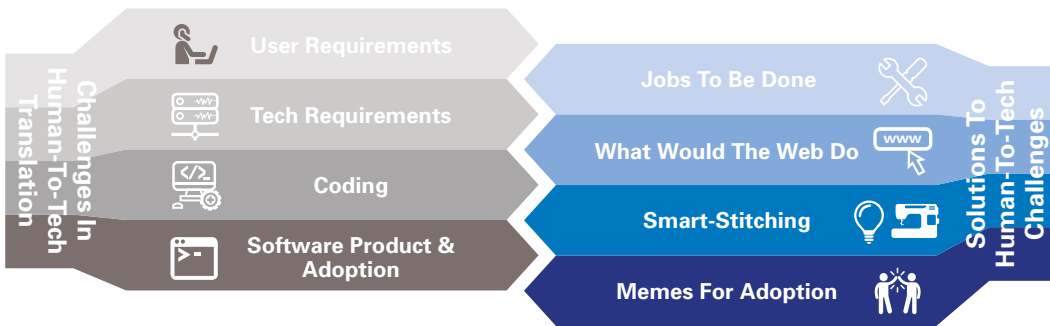 Challenges In
Human-To-Tech
Translation
User Requirements
Tech Requirements
</_
Coding
>-
Software Product &
Adoption
Jobs To Be Done
www
What Would The Web Do
Smart-Stitching
Memes For Adoption
Solutions To
Human-To-Tech
Challenges